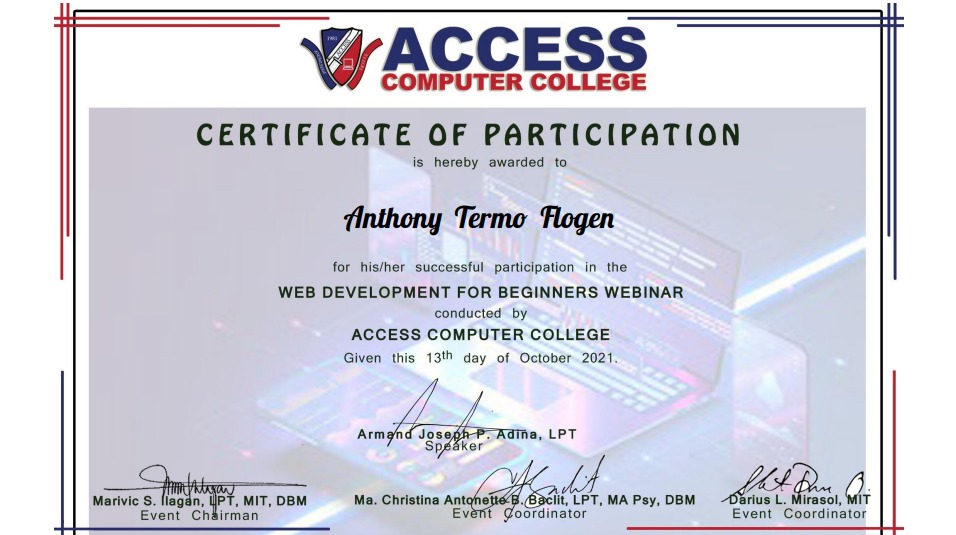 1981
ACCESS
COMPUTER COLLEGE
CERTIFICATE OF PARTICIPATION
is hereby awarded to
Anthony Termo Flogen
for his/her successful participation in the
WEB DEVELOPMENT FOR BEGINNERS WEBINAR
conducted by
ACCESS COMPUTER COLLEGE
Given this 13th day of October 2021.
Armand Joseph P. Adina, LPT
Speaker
Marivic S. Ilagan, LPT, MIT, DBM
Event Chairman
Ma. Christina Antonette B. Baclit, LPT, MA Psy, DBM
Event Coordinator
Darius L. Mirasol, MIT
Event Coordinator